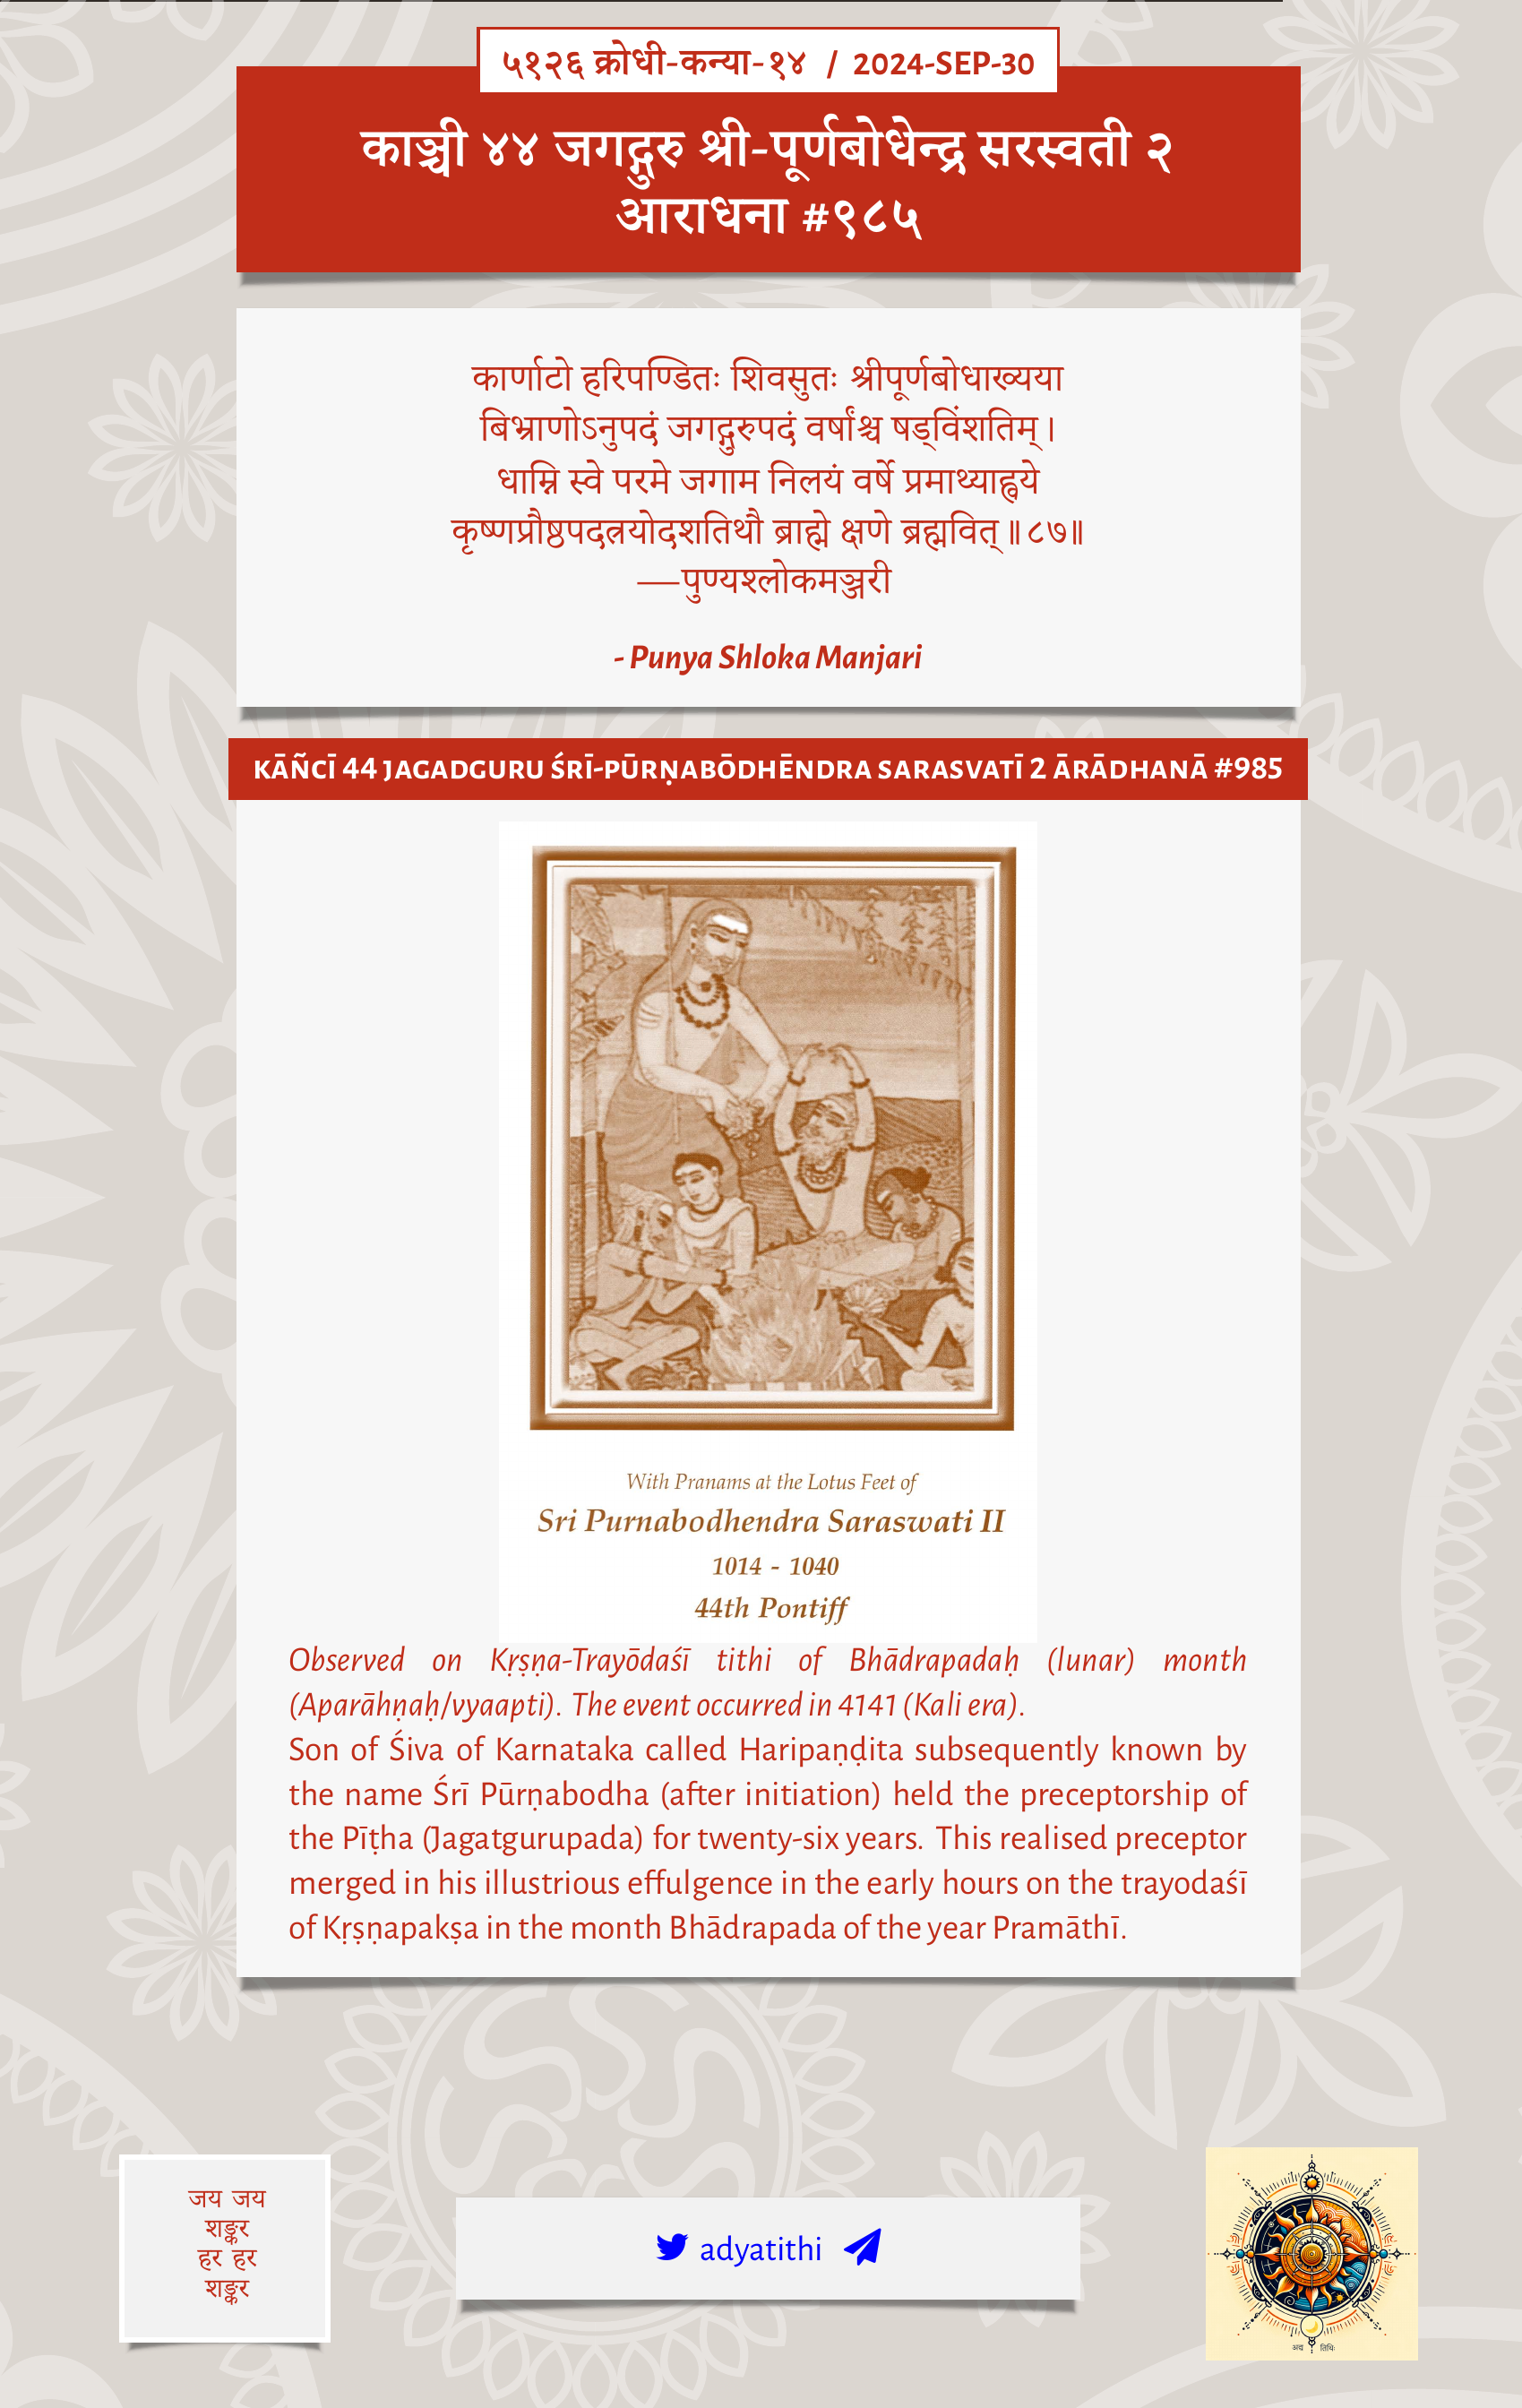 ५१२६ क्रोधी-कन्या-१४ / 2024-SEP-30
काञ्ची ४४ जगद्गुरु श्री-पूर्णबोधेन्द्र सरस्वती २
आराधना #९८५
कार्णाटो हरिपण्डितः शिवसुतः श्रीपूर्णबोधाख्यया
बिभ्राणोऽनुपदं जगद्गुरुपदं वर्षांश्च षड्विंशतिम्।
धाम्नि स्वे परमे जगाम निलयं वर्षे प्रमाथ्याह्वये
कृष्णप्रौष्ठपदत्रयोदशतिथौ ब्राह्मे क्षणे ब्रह्मवित्॥८७॥
—पुण्यश्लोकमञ्जरी
- Punya Shloka Manjari
KĀÑCĪ 44 JAGADGURU ŚRĪ-PŪRṆABŌDHĒNDRA SARASVATĪ 2 ĀRĀDHANĀ #985
With Pranams at the Lotus Feet of
Sri Purnabodhendra Saraswati II
1014 - 1040
44th Pontiff
Observed on Kṛṣṇa-Trayōdaśī tithi of Bhādrapadaḥ (lunar) month
(Aparāhṇaḥ/vyaapti). The event occurred in 4141 (Kali era).
Son of Śiva of Karnataka called Haripaṇḍita subsequently known by
the name Śrī Pūrṇabodha (after initiation) held the preceptorship of
the Pīṭha (Jagatgurupada) for twenty-six years. This realised preceptor
merged in his illustrious effulgence in the early hours on the trayodaśī
of Kṛṣṇapakṣa in the month Bhādrapada of the year Pramāthī.
जय जय
शङ्कर
हर हर
शङ्कर
adyatithi
अद्य तिथिः